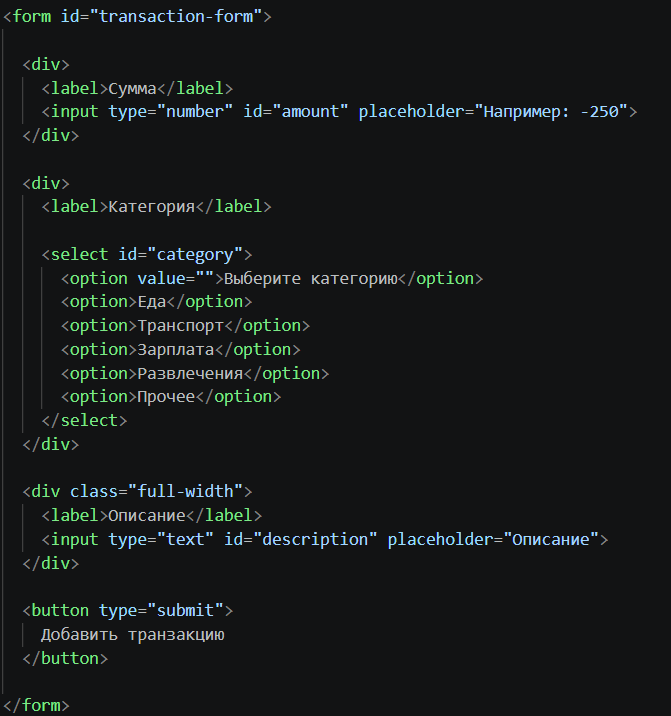 <form id="transaction-form">
<div>
<label>Сумма</label>
<input type="number" id="amount" placeholder="Например: -250">
</div>
<div>
<label>Категория</label>
<select id="category">
<option value="">Выберите категорию</option>
<option>Еда</option>
<option>Транспорт</option>
<option>Зарплата</option>
<option>Развлечения</option>
<option>Прочее</option>
</select>
</div>
<div class="full-width">
<label>Описание</label>
<input type="text" id="description" placeholder="Описание">
</div>
<button type="submit">
Добавить транзакцию
</button>
</form>